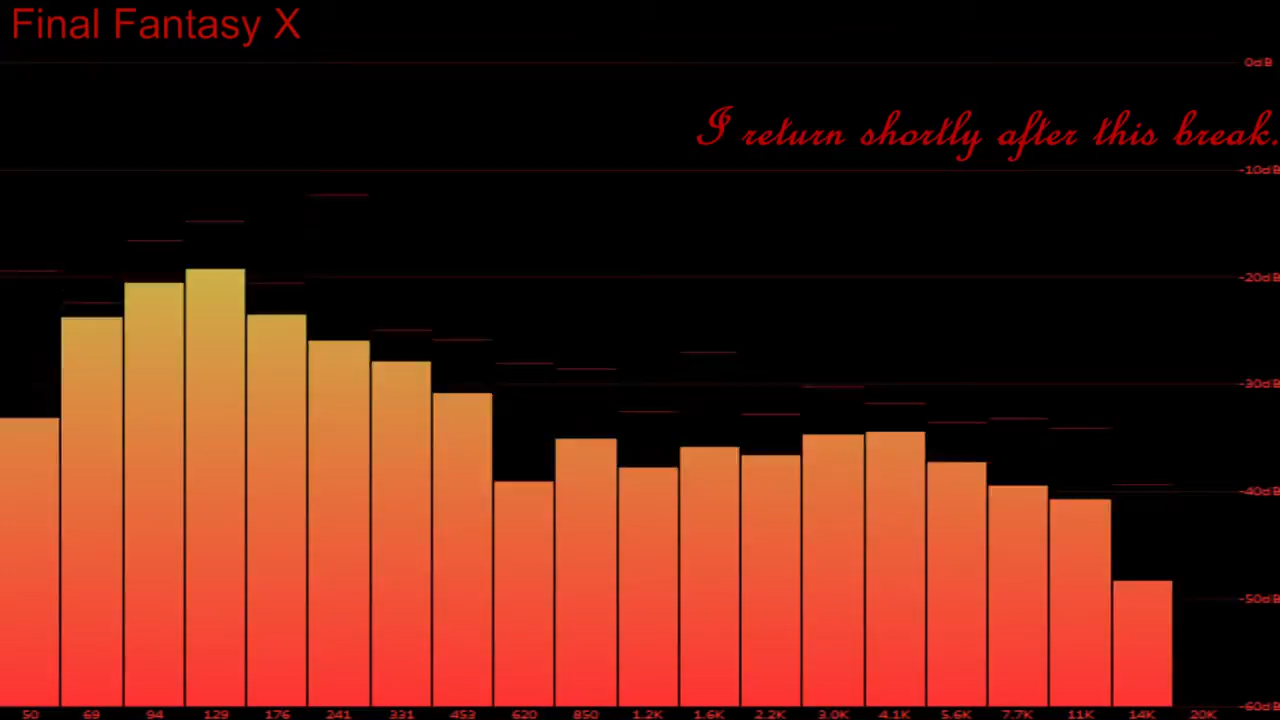 Final Fantasy X
0dB
I return shortly after this break.
-10dB
-20dB
-30dB
-40dB
-50dB
-60dB
50 69 94 129 176 241 331 453 620 850 1.2K 1.6K 2.2K 3.0K 4.1K 5.6K 7.7K 11K 14K 20K